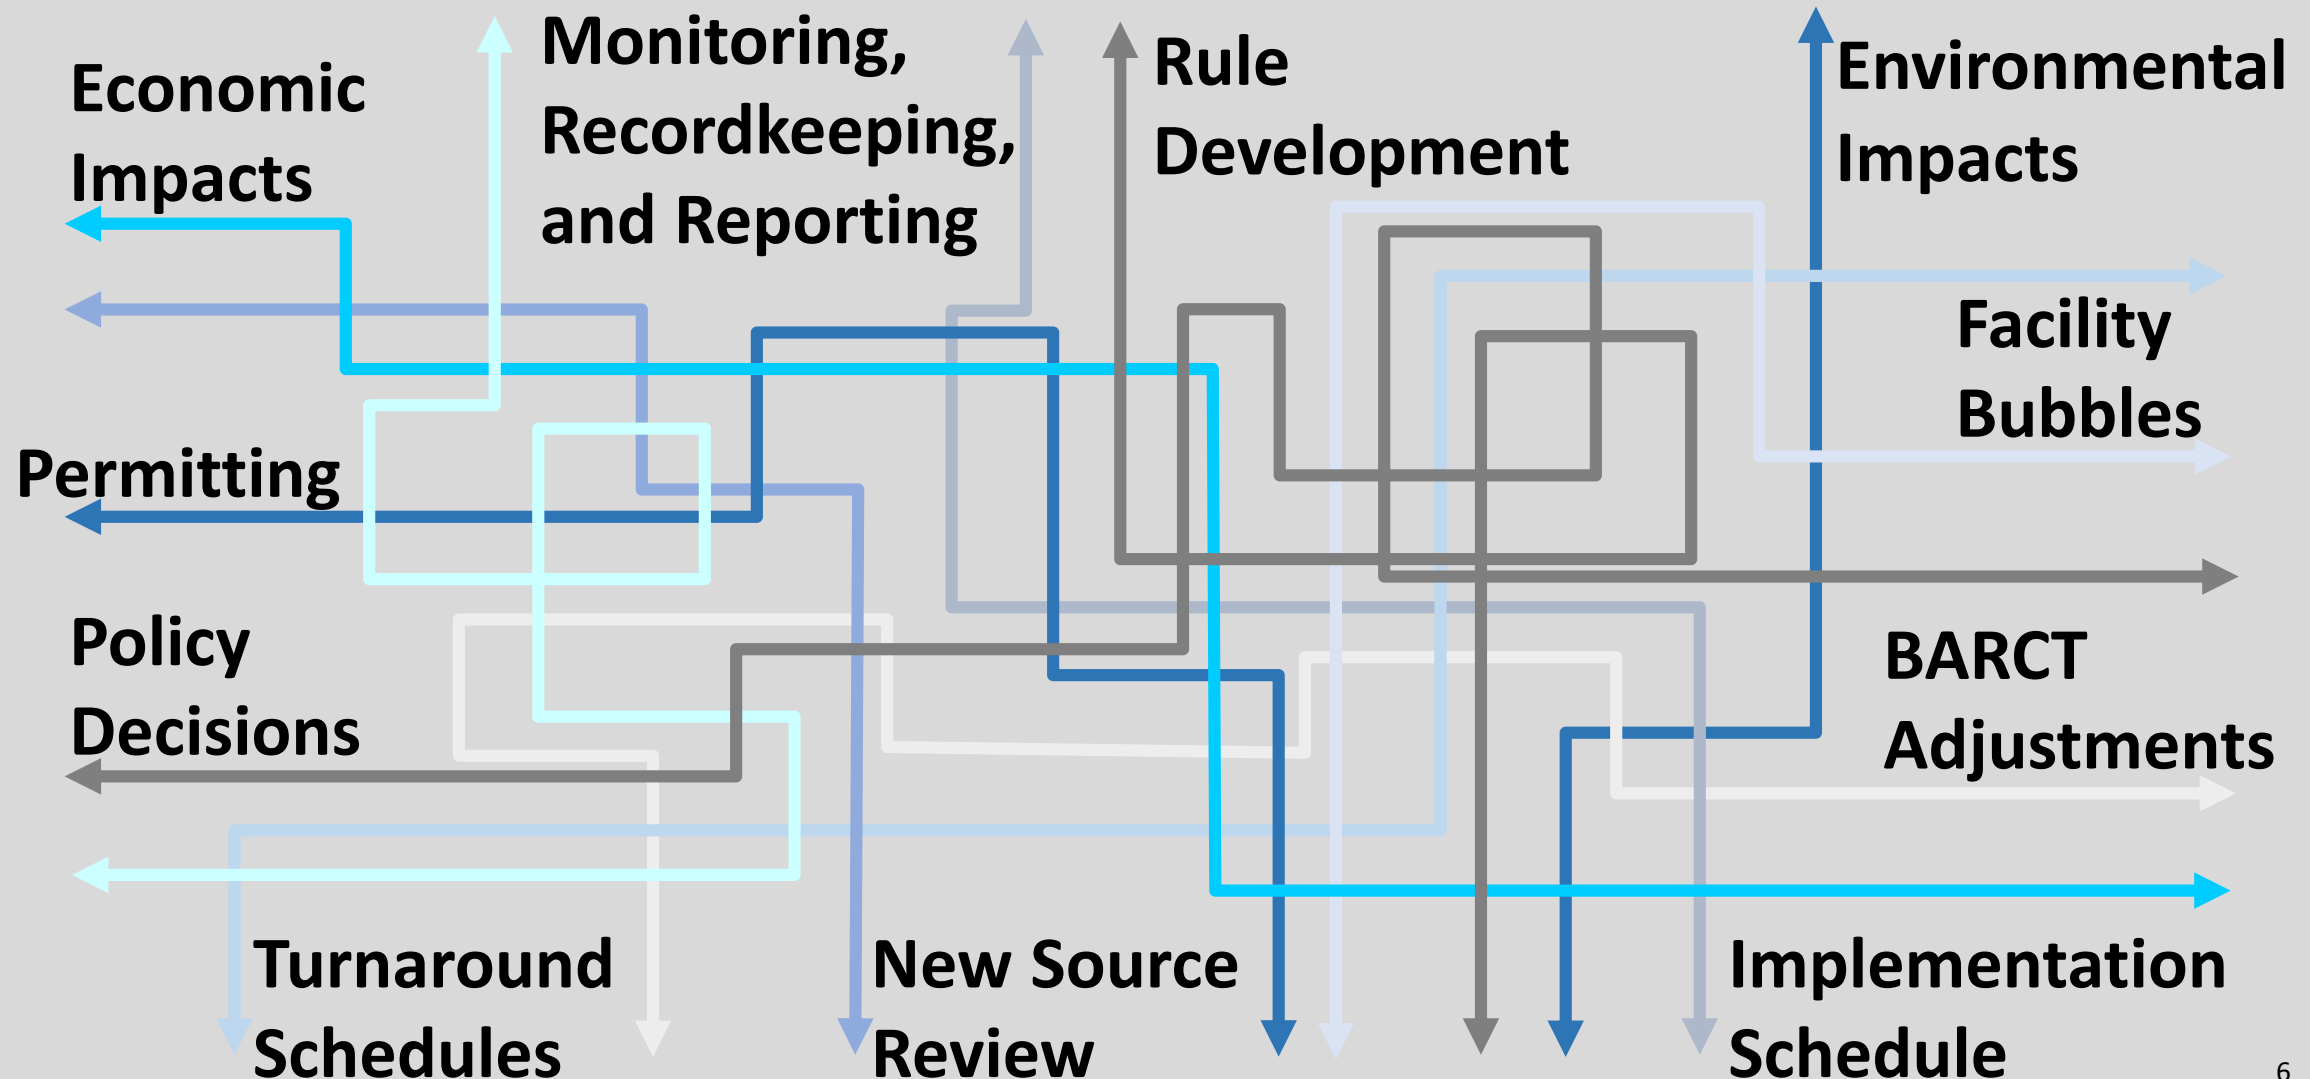 Economic
Impacts
Monitoring,
Recordkeeping,
and Reporting
Rule
Development
Environmental
Impacts
Facility
Bubbles
Permitting
Policy
Decisions
BARCT
Adjustments
Turnaround
Schedules
New Source
Review
Implementation
Schedule
6